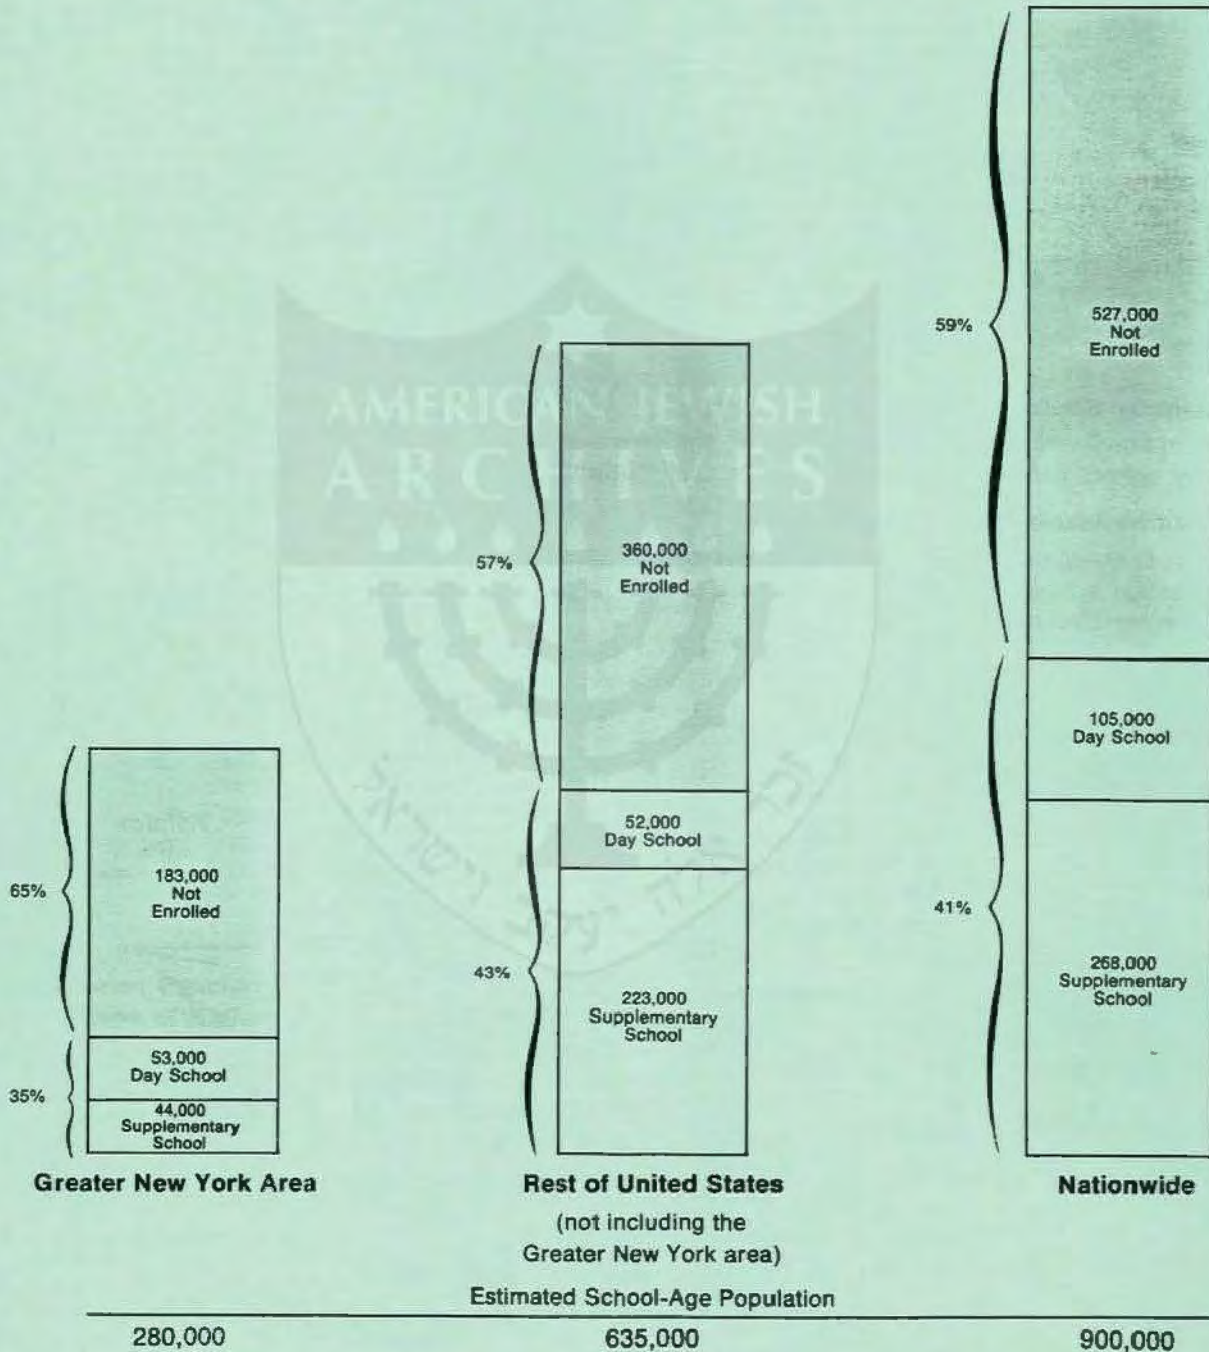 59%
527,000
Not
Enrolled
AMERICAN JEWISH
ARCHIVES
57%
360,000
Not
Enrolled
105,000
Day School
52,000
Day School
65%
183,000
Not
Enrolled
41%
43%
223,000
Supplementary
School
268,000
Supplementary
School
35%
53,000
Day School
44,000
Supplementary
School
Greater New York Area
Rest of United States
(not including the
Greater New York area)
Nationwide
Estimated School-Age Population
280,000
635,000
900,000